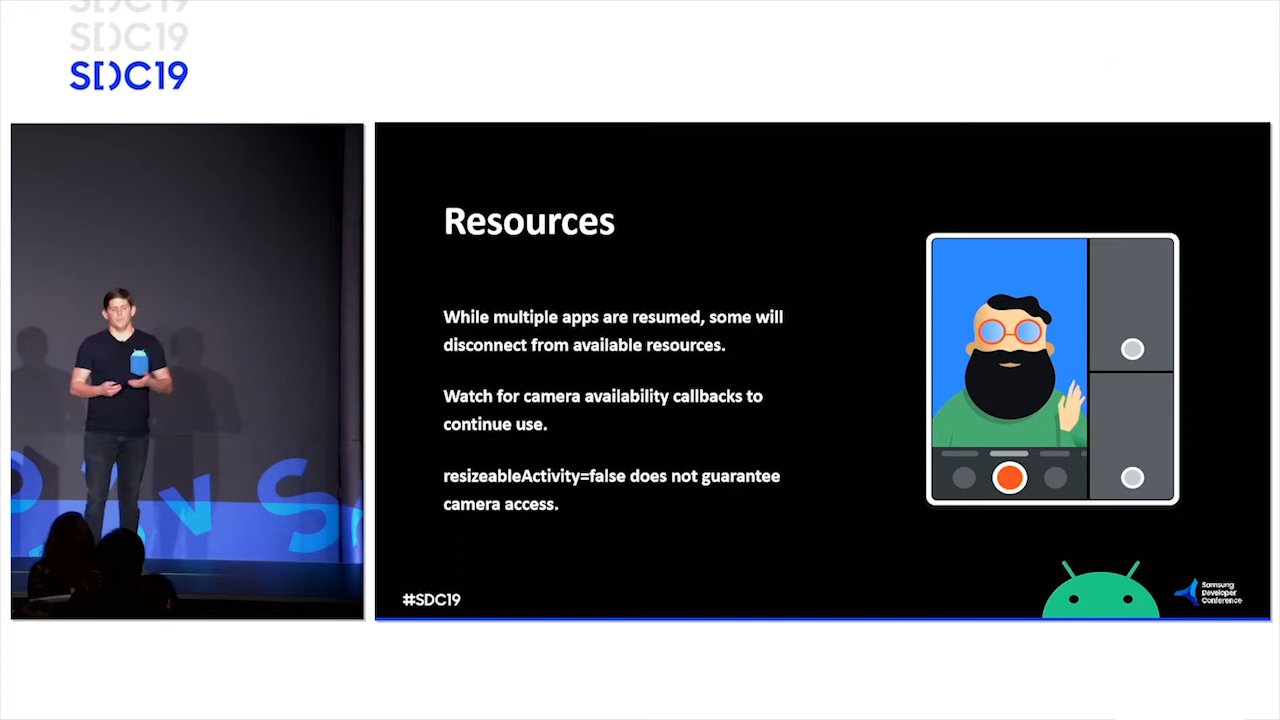 SDC19
SDC19
SDC19
Resources
While multiple apps are resumed, some will
disconnect from available resources.
Watch for camera availability callbacks to
continue use.
resizeableActivity=false does not guarantee
camera access.
#SDC19
Samsung
Developer
Conference